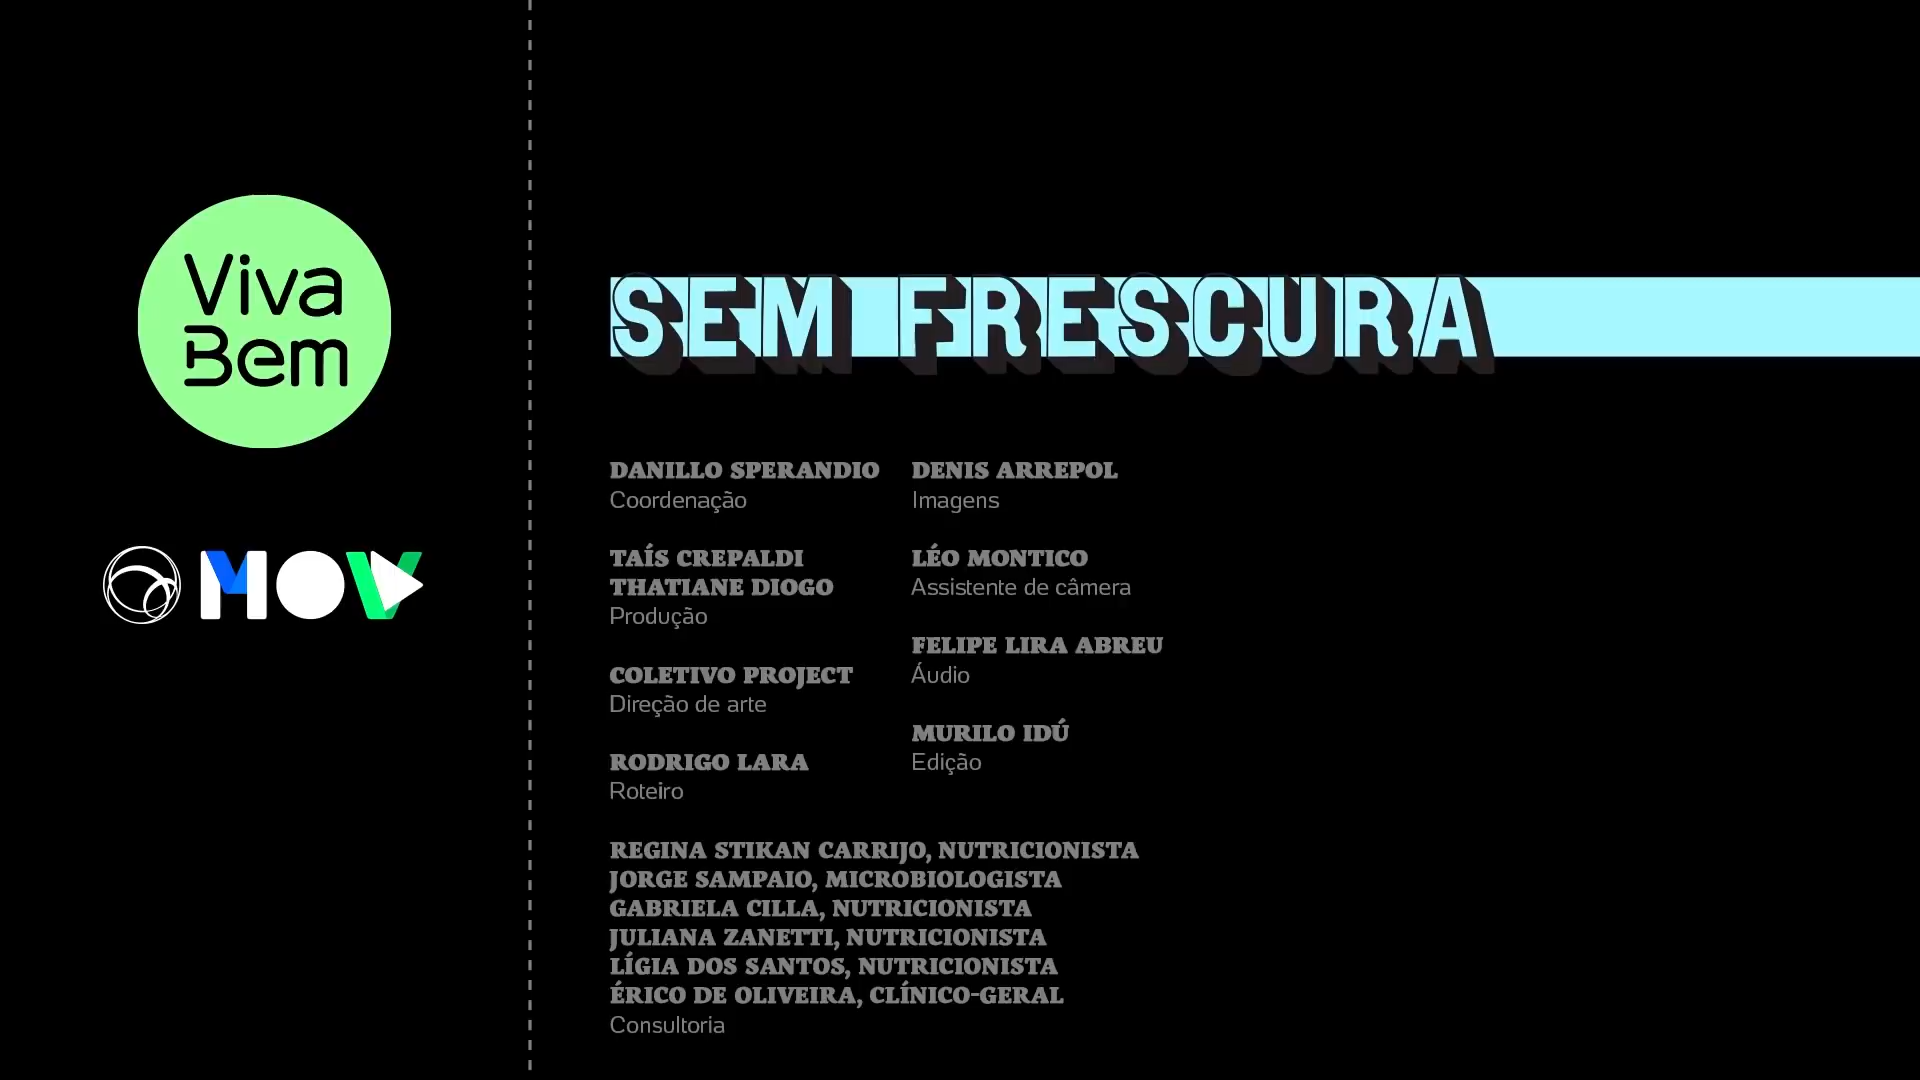 Viva
Bem
MOV
SEM FRESCURA
DANILLO SPERANDIO
Coordenação
TAÍS CREPALDI
THATIANE DIOGO
Produção
COLETIVO PROJECT
Direção de arte
RODRIGO LARA
Roteiro
DENIS ARREPOL
Imagens
LÉO MONTICO
Assistente de câmera
FELIPE LIRA ABREU
Áudio
MURILO IDÚ
Edição
REGINA STIKAN CARRIJO, NUTRICIONISTA
JORGE SAMPAIO, MICROBIOLOGISTA
GABRIELA CILLA, NUTRICIONISTA
JULIANA ZANETTI, NUTRICIONISTA
LÍGIA DOS SANTOS, NUTRICIONISTA
ÉRICO DE OLIVEIRA, CLÍNICO-GERAL
Consultoria